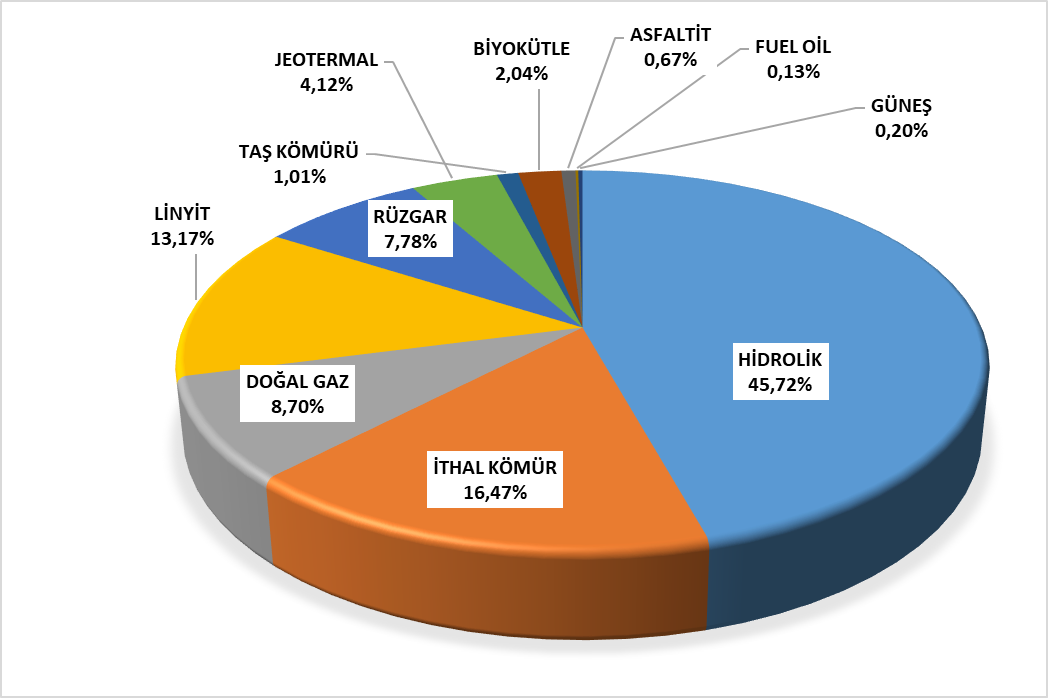 ASFALTİT
0,67%
FUEL OİL
0,13%
BİYOKÜTLE
2,04%
JEOTERMAL
4,12%
GÜNEŞ
0,20%
TAŞ KÖMÜRÜ
1,01%
LİNYİT
13,17%
RÜZGAR
7,78%
HİDROLİK
45,72%
DOĞAL GAZ
8,70%
İTHAL KÖMÜR
16,47%